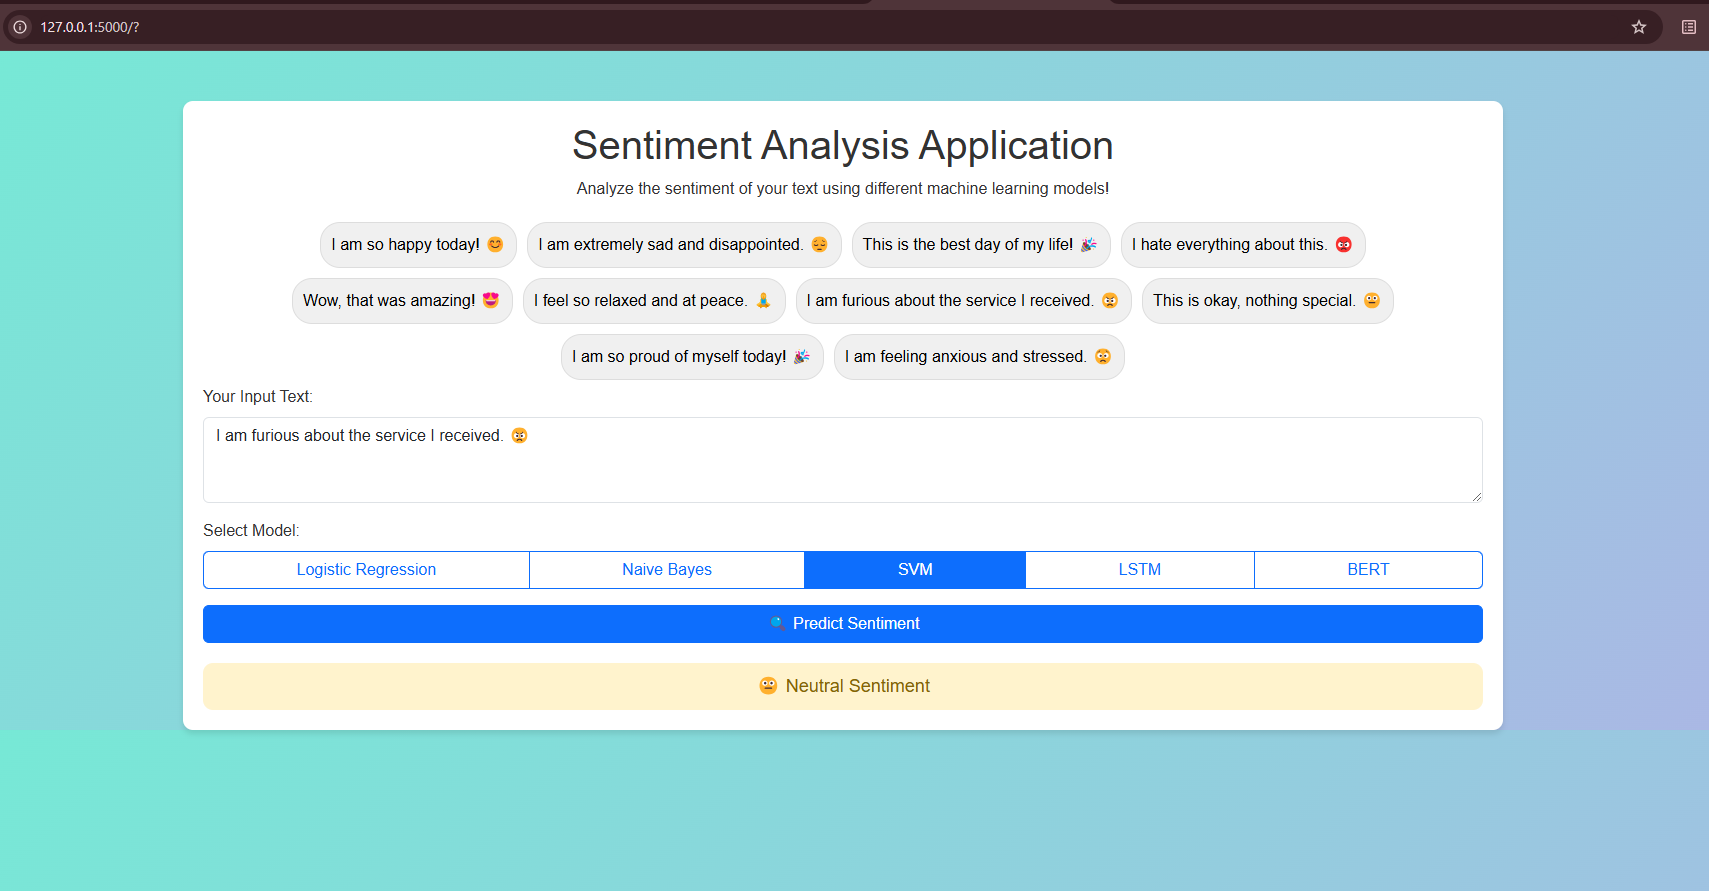 127.0.0.1:5000/?
Sentiment Analysis Application
Analyze the sentiment of your text using different machine learning models!
I am so happy today! 😊 I am extremely sad and disappointed. 😔 This is the best day of my life! 🎉 I hate everything about this. 😡
Wow, that was amazing! 😍 I feel so relaxed and at peace. 🙏 I am furious about the service I received. 😡 This is okay, nothing special. 😐
I am so proud of myself today! 🎉 I am feeling anxious and stressed. 😳
Your Input Text:
I am furious about the service I received. 😡
Select Model:
Logistic Regression Naive Bayes SVM LSTM BERT
🔍 Predict Sentiment
😐 Neutral Sentiment